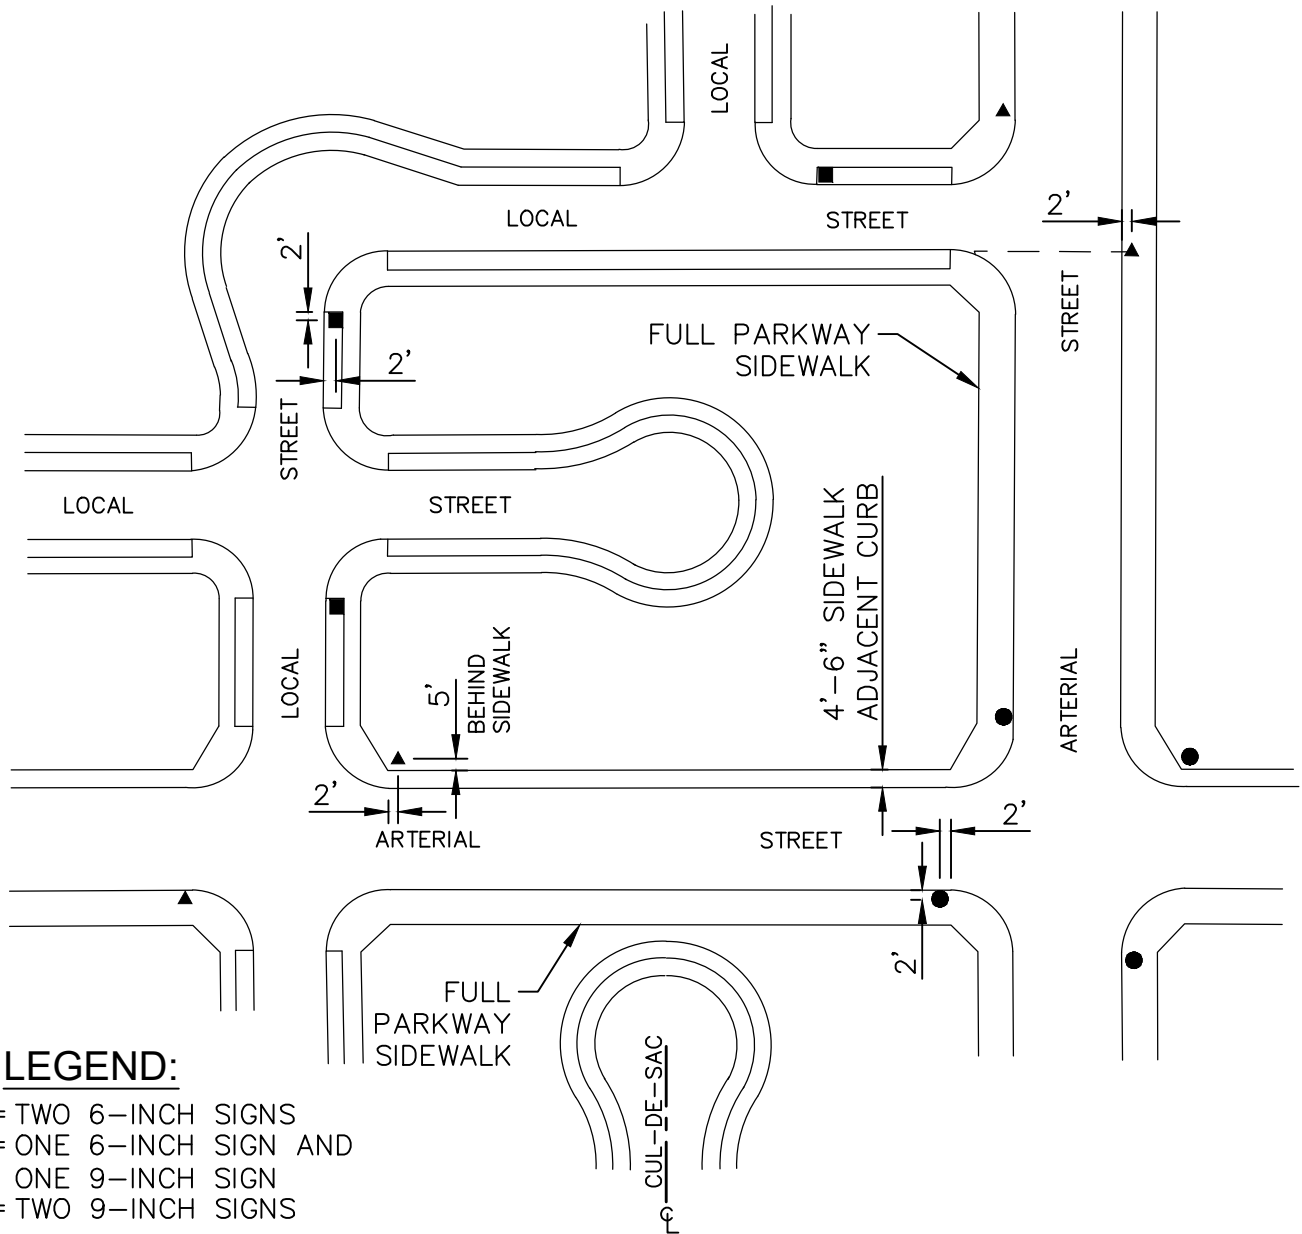 LOCAL
2'
LOCAL
STREET
2'
STREET
FULL PARKWAY
SIDEWALK
2'
STREET
LOCAL
STREET
4'-6" SIDEWALK
ADJACENT CURB
LOCAL
5'
BEHIND
SIDEWALK
ARTERIAL
2'
ARTERIAL
STREET
2'
2'
FULL
PARKWAY
SIDEWALK
CUL-DE-SAC
℄
LEGEND:
= TWO 6-INCH SIGNS
= ONE 6-INCH SIGN AND
ONE 9-INCH SIGN
= TWO 9-INCH SIGNS